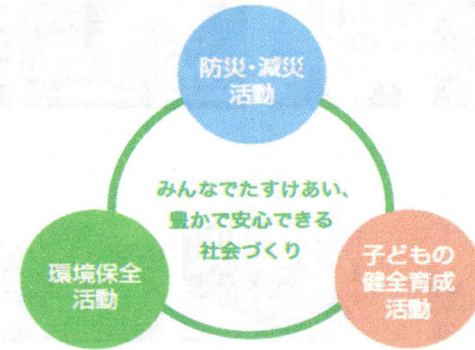 防災・減災
活動
みんなでたすけあい、
豊かで安心できる
社会づくり
環境保全
活動
子どもの
健全育成
活動